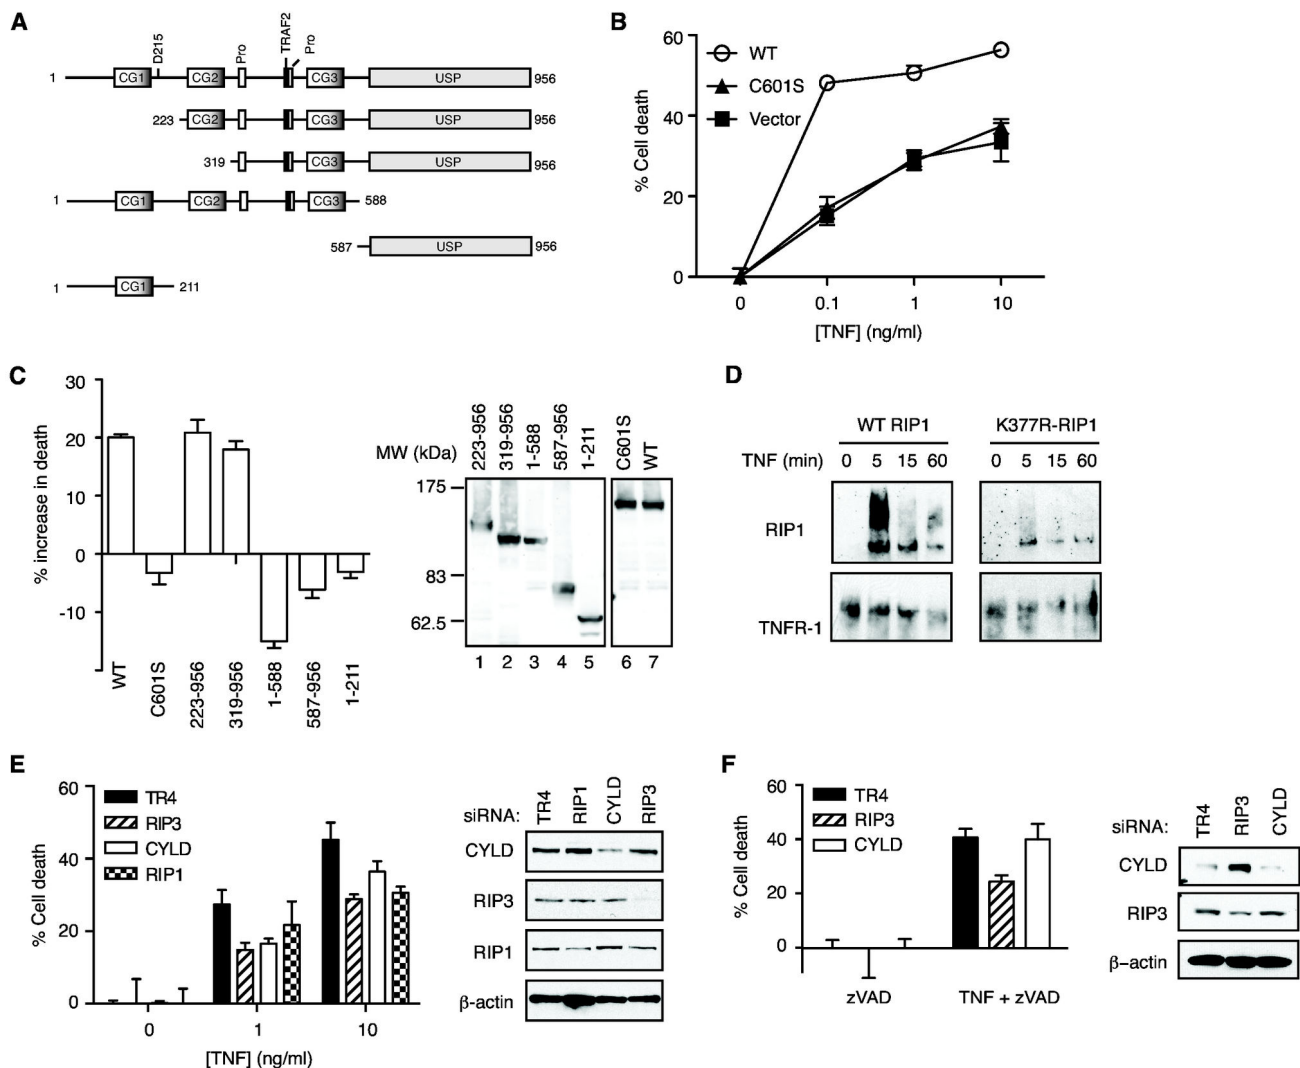 A
D215
Pro
TRAF2
Pro
1 CG1 CG2 CG3 USP 956
223 CG2 CG3 USP 956
319 CG3 USP 956
1 CG1 CG2 CG3 588
587 USP 956
1 CG1 211
B
60
40
20
0
% Cell death
WT
C601S
Vector
0 0.1 1 10
[TNF] (ng/ml)
C
30
20
10
0
-10
% increase in death
WT
C601S
223-956
319-956
1-588
587-956
1-211
MW (kDa)
223-956
319-956
1-588
587-956
1-211
C601S
WT
175
83
62.5
1 2 3 4 5 6 7
D
WT RIP1 K377R-RIP1
TNF (min) 0 5 15 60 0 5 15 60
RIP1
TNFR-1
E
60
40
20
0
% Cell death
TR4
RIP3
CYLD
RIP1
0 1 10
[TNF] (ng/ml)
siRNA: TR4 RIP1 CYLD RIP3
CYLD
RIP3
RIP1
β-actin
F
60
40
20
0
% Cell death
TR4
RIP3
CYLD
zVAD TNF + zVAD
siRNA: TR4 RIP3 CYLD
CYLD
RIP3
β-actin